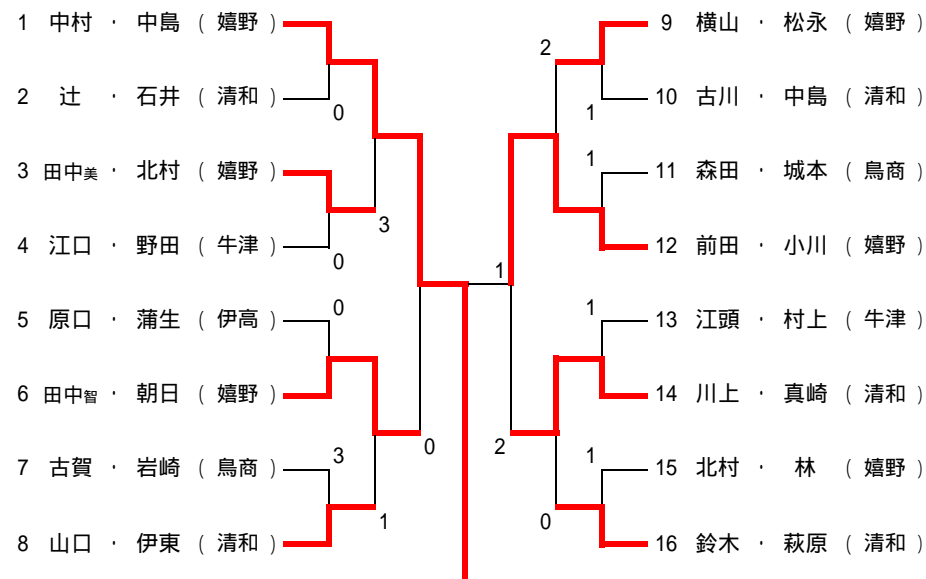 1 中村 ・ 中島 ( 嬉野 )
2 辻 ・ 石井 ( 清和 )
3 田中美 ・ 北村 ( 嬉野 )
4 江口 ・ 野田 ( 牛津 )
5 原口 ・ 蒲生 ( 伊高 )
6 田中智 ・ 朝日 ( 嬉野 )
7 古賀 ・ 岩崎 ( 鳥商 )
8 山口 ・ 伊東 ( 清和 )
0
3
0
0
0
3
1
1
2
1
1
1
2
1
0
9 横山 ・ 松永 ( 嬉野 )
10 古川 ・ 中島 ( 清和 )
11 森田 ・ 城本 ( 鳥商 )
12 前田 ・ 小川 ( 嬉野 )
13 江頭 ・ 村上 ( 牛津 )
14 川上 ・ 真崎 ( 清和 )
15 北村 ・ 林 ( 嬉野 )
16 鈴木 ・ 萩原 ( 清和 )